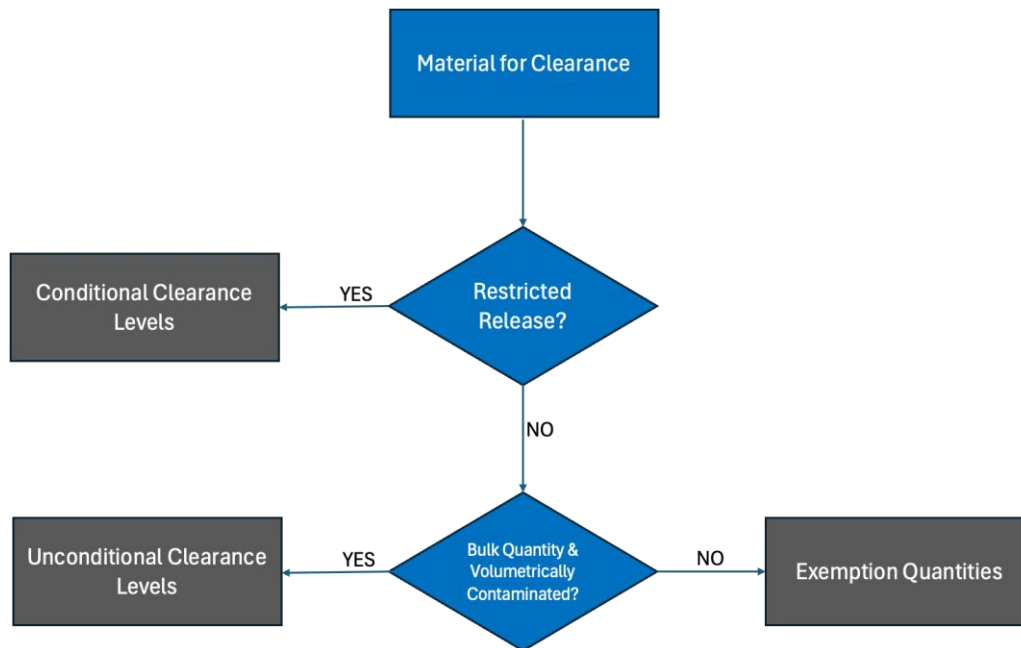 Material for Clearance
Conditional Clearance
Levels
YES
Restricted
Release?
NO
Unconditional Clearance
Levels
YES
Bulk Quantity &
Volumetrically
Contaminated?
NO
Exemption Quantities